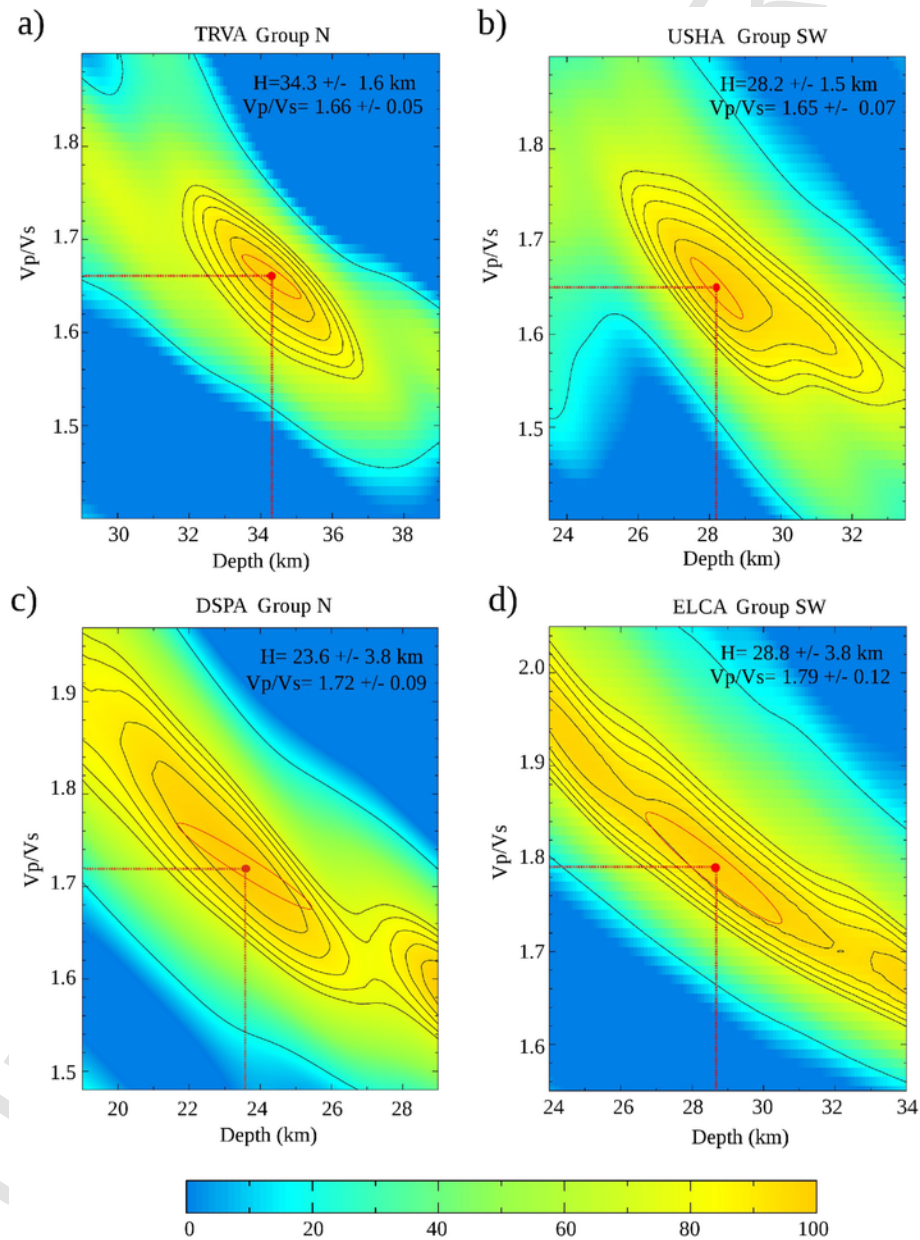 a)
TRVA Group N
H=34.3 +/- 1.6 km
Vp/Vs= 1.66 +/- 0.05
1.8
1.7
1.6
1.5
Vp/Vs
30 32 34 36 38
Depth (km)
b)
USHA Group SW
H=28.2 +/- 1.5 km
Vp/Vs= 1.65 +/- 0.07
1.8
1.7
1.6
1.5
Vp/Vs
24 26 28 30 32
Depth (km)
c)
DSPA Group N
H= 23.6 +/- 3.8 km
Vp/Vs= 1.72 +/- 0.09
1.9
1.8
1.7
1.6
1.5
Vp/Vs
20 22 24 26 28
Depth (km)
d)
ELCA Group SW
H= 28.8 +/- 3.8 km
Vp/Vs= 1.79 +/- 0.12
2.0
1.9
1.8
1.7
1.6
Vp/Vs
24 26 28 30 32 34
Depth (km)
0 20 40 60 80 100